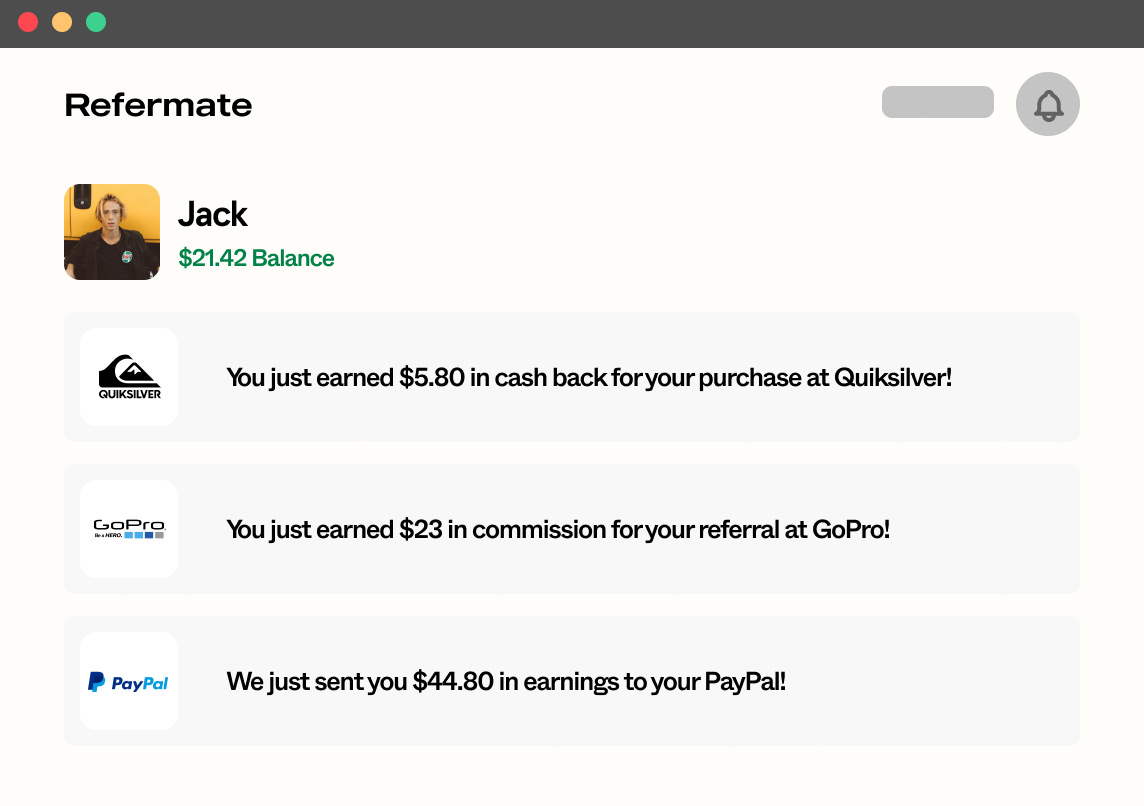 Refermate
Jack
$21.42 Balance
QUIKSILVER
You just earned $5.80 in cash back for your purchase at Quiksilver!
GoPro
Be a HERO.
You just earned $23 in commission for your referral at GoPro!
PayPal
We just sent you $44.80 in earnings to your PayPal!